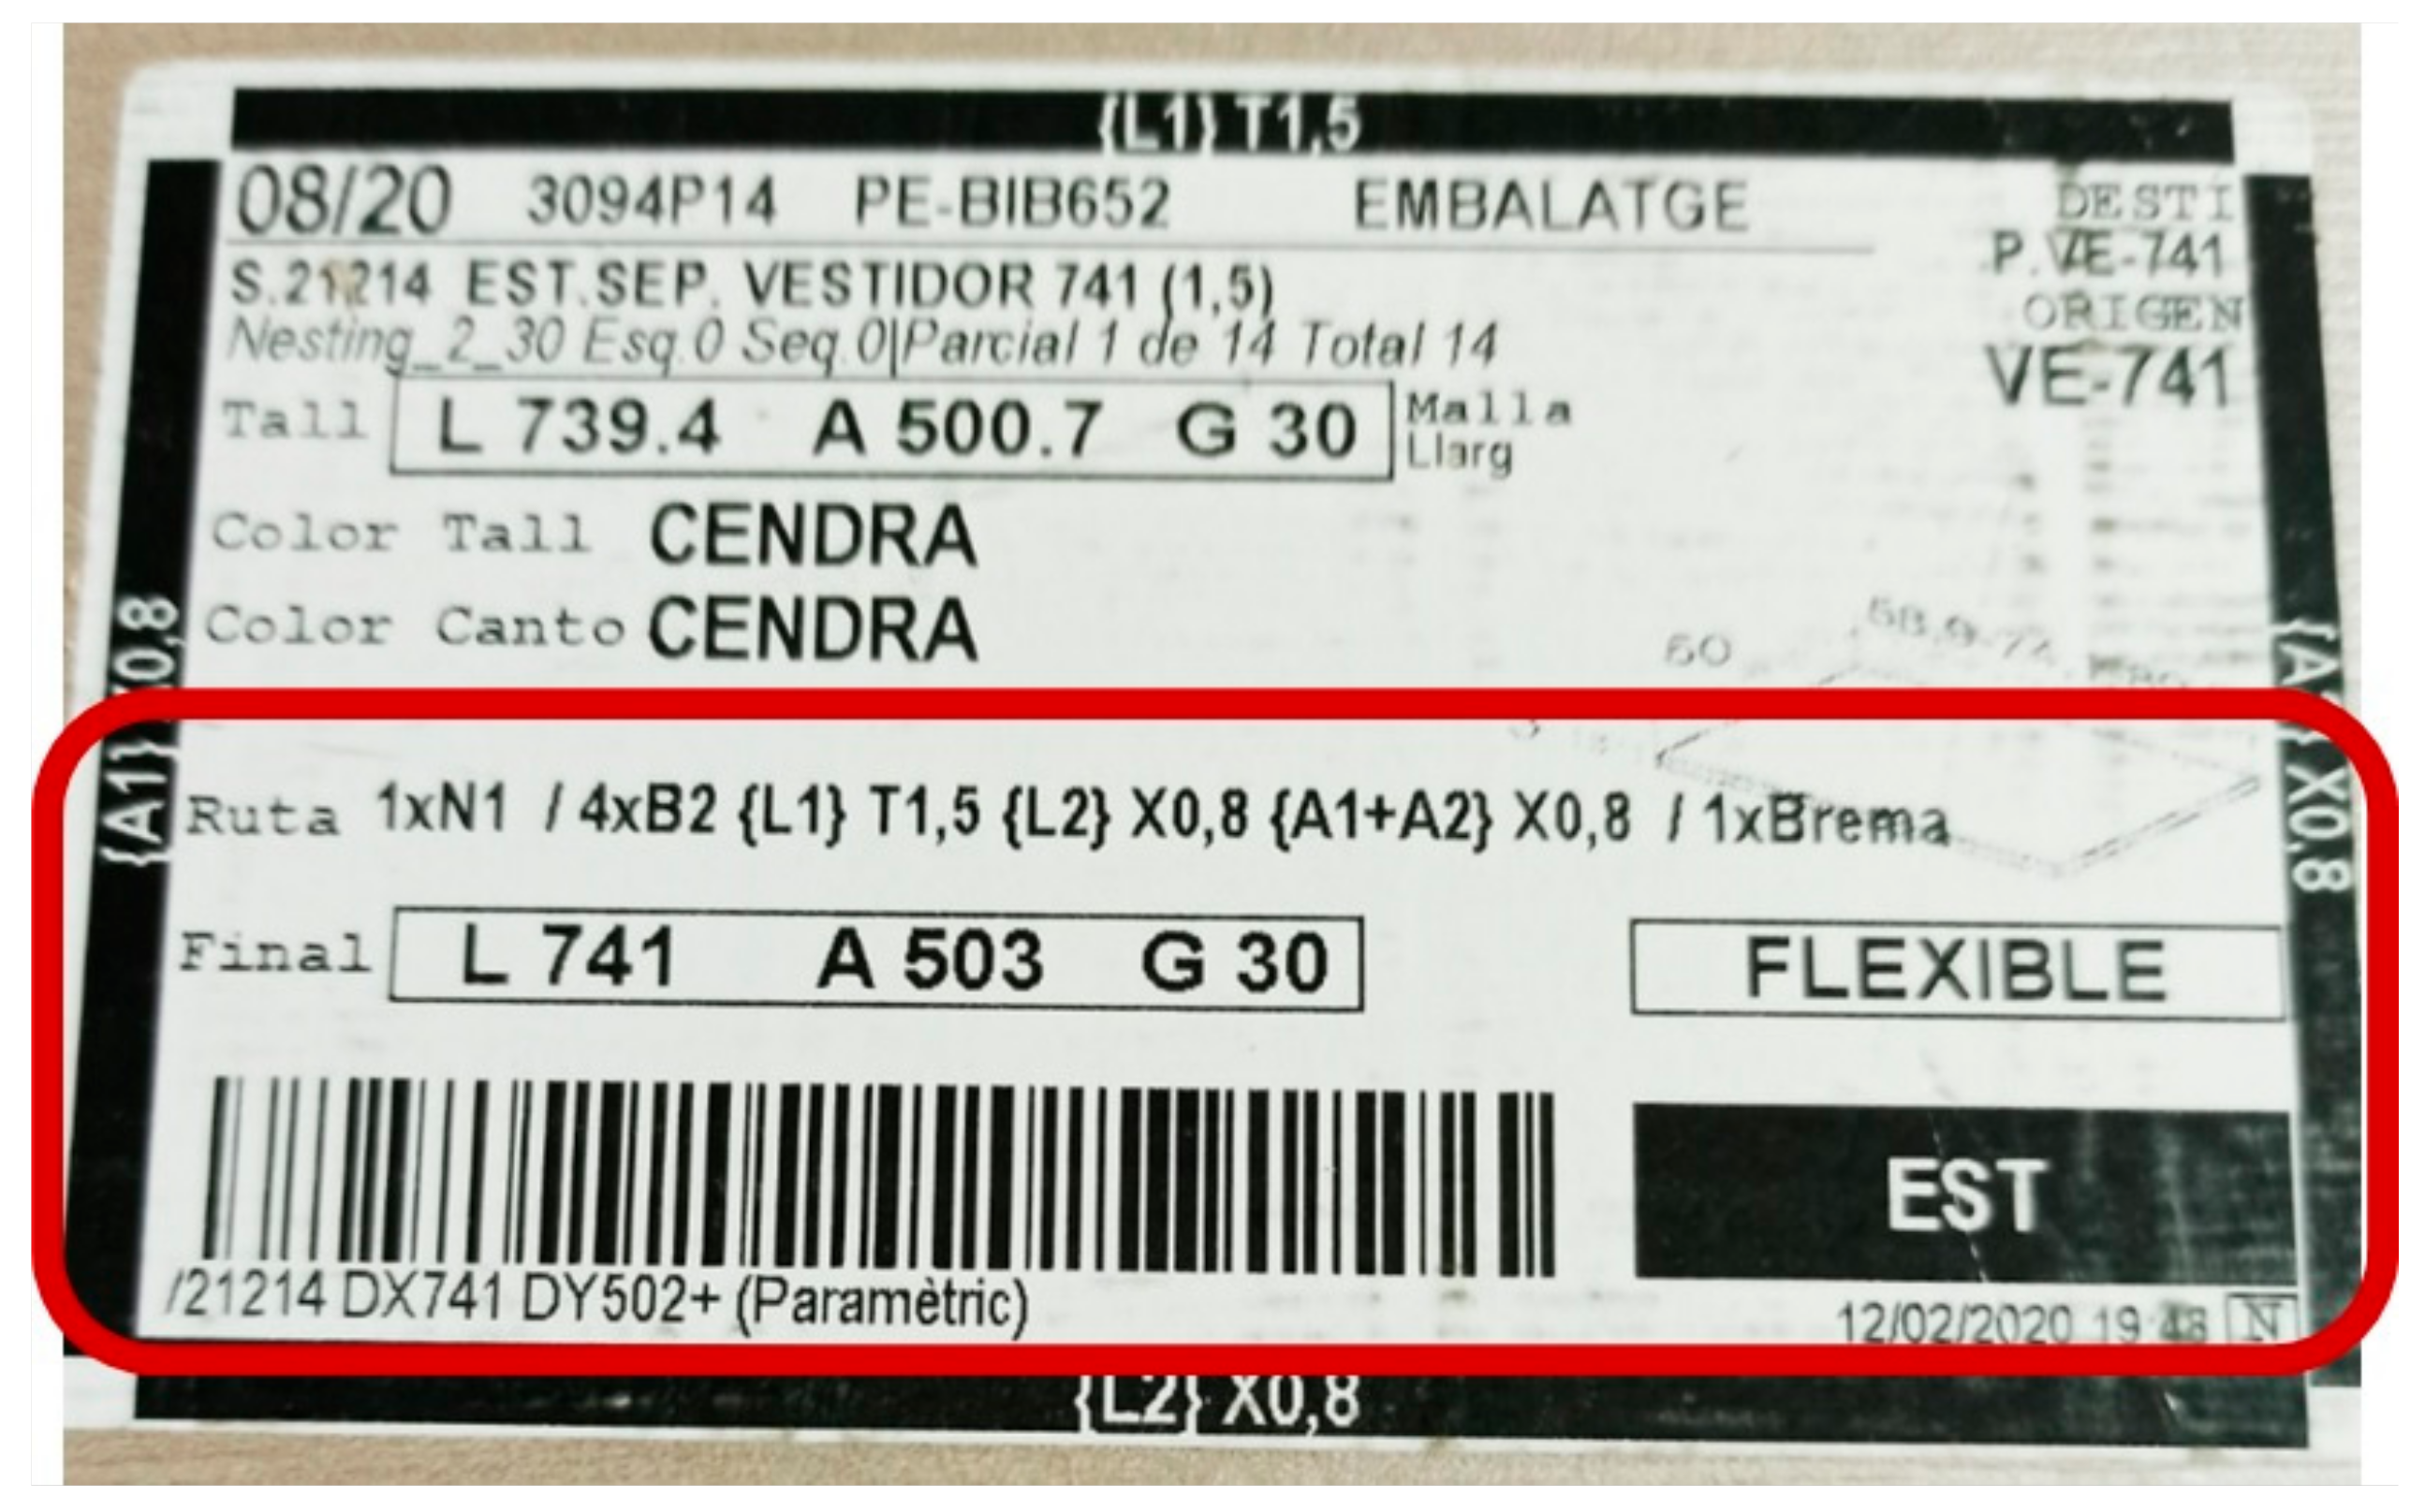 {L1} T1,5
08/20 3094P14 PE-BIB652 EMBALATGE
DESTI
P.VE-741
ORIGEN
VE-741
S.21214 EST.SEP. VESTIDOR 741 (1,5)
Nesting_2_30 Esq.0 Seq.0|Parcial 1 de 14 Total 14
Tall L 739.4 A 500.7 G 30 Malla
Llarg
Color Tall CENDRA
Color Canto CENDRA
60
{A1} X0,8
X0,8
Ruta 1xN1 / 4xB2 {L1} T1,5 {L2} X0,8 {A1+A2} X0,8 / 1xBrema
Final L 741 A 503 G 30 FLEXIBLE
EST
/21214 DX741 DY502+ (Paramètric)
12/02/2020 19:48 N
{L2} X0,8